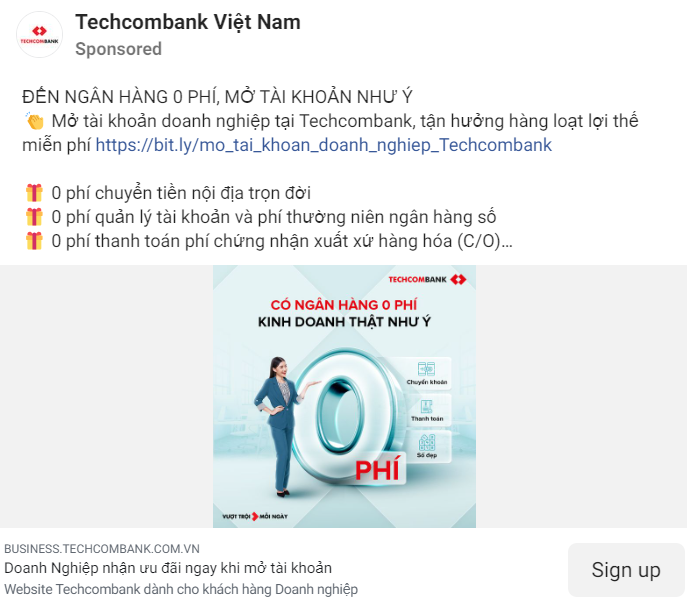 TECHCOMBANK
Techcombank Việt Nam
Sponsored
ĐẾN NGÂN HÀNG 0 PHÍ, MỞ TÀI KHOẢN NHƯ Ý
👏 Mở tài khoản doanh nghiệp tại Techcombank, tận hưởng hàng loạt lợi thế
miễn phí https://bit.ly/mo_tai_khoan_doanh_nghiep_Techcombank
🎁 0 phí chuyển tiền nội địa trọn đời
🎁 0 phí quản lý tài khoản và phí thường niên ngân hàng số
🎁 0 phí thanh toán phí chứng nhận xuất xứ hàng hóa (C/O)...
TECHCOMBANK
CÓ NGÂN HÀNG 0 PHÍ
KINH DOANH THẬT NHƯ Ý
Chuyển khoản
Thanh toán
Số đẹp
0
PHÍ
VƯỢT TRỘI MỖI NGÀY
BUSINESS.TECHCOMBANK.COM.VN
Doanh Nghiệp nhận ưu đãi ngay khi mở tài khoản
Website Techcombank dành cho khách hàng Doanh nghiệp
Sign up